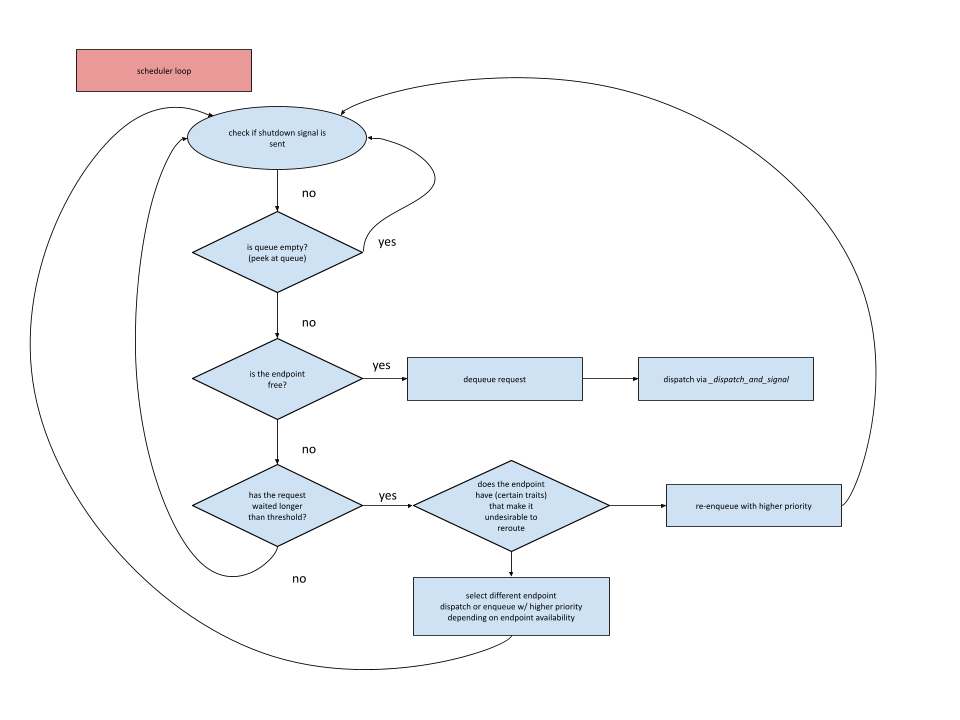 scheduler loop
check if shutdown signal is
sent
no
is queue empty?
(peek at queue)
yes
no
is the endpoint
free?
yes
dequeue request
dispatch via _dispatch_and_signal
no
has the request
waited longer
than threshold?
yes
does the endpoint
have (certain traits)
that make it
undesirable to
reroute
re-enqueue with higher priority
no
select different endpoint
dispatch or enqueue w/ higher priority
depending on endpoint availability